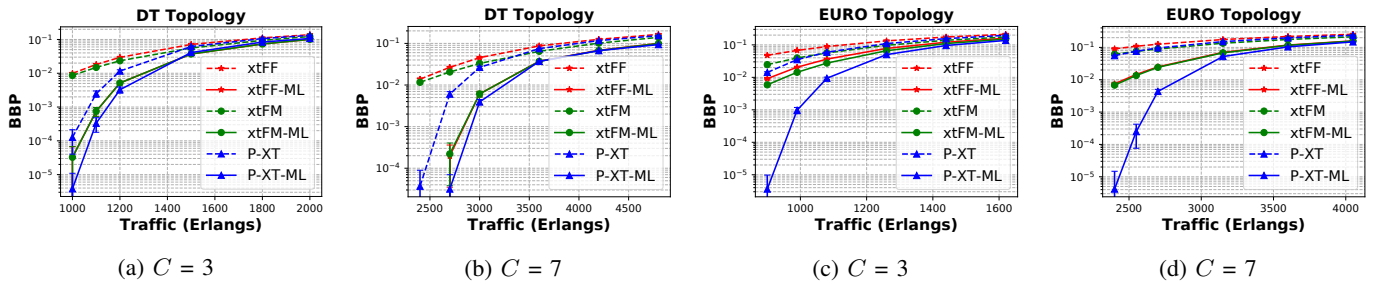 DT Topology
BBP
10⁻¹
10⁻²
10⁻³
10⁻⁴
10⁻⁵
1000 1200 1400 1600 1800 2000
Traffic (Erlangs)
xtFF
xtFF-ML
xtFM
xtFM-ML
P-XT
P-XT-ML
(a) C = 3
DT Topology
BBP
10⁻¹
10⁻²
10⁻³
10⁻⁴
2500 3000 3500 4000 4500
Traffic (Erlangs)
xtFF
xtFF-ML
xtFM
xtFM-ML
P-XT
P-XT-ML
(b) C = 7
EURO Topology
BBP
10⁰
10⁻¹
10⁻²
10⁻³
10⁻⁴
10⁻⁵
1000 1200 1400 1600
Traffic (Erlangs)
xtFF
xtFF-ML
xtFM
xtFM-ML
P-XT
P-XT-ML
(c) C = 3
EURO Topology
BBP
10⁰
10⁻¹
10⁻²
10⁻³
10⁻⁴
10⁻⁵
2500 3000 3500 4000
Traffic (Erlangs)
xtFF
xtFF-ML
xtFM
xtFM-ML
P-XT
P-XT-ML
(d) C = 7